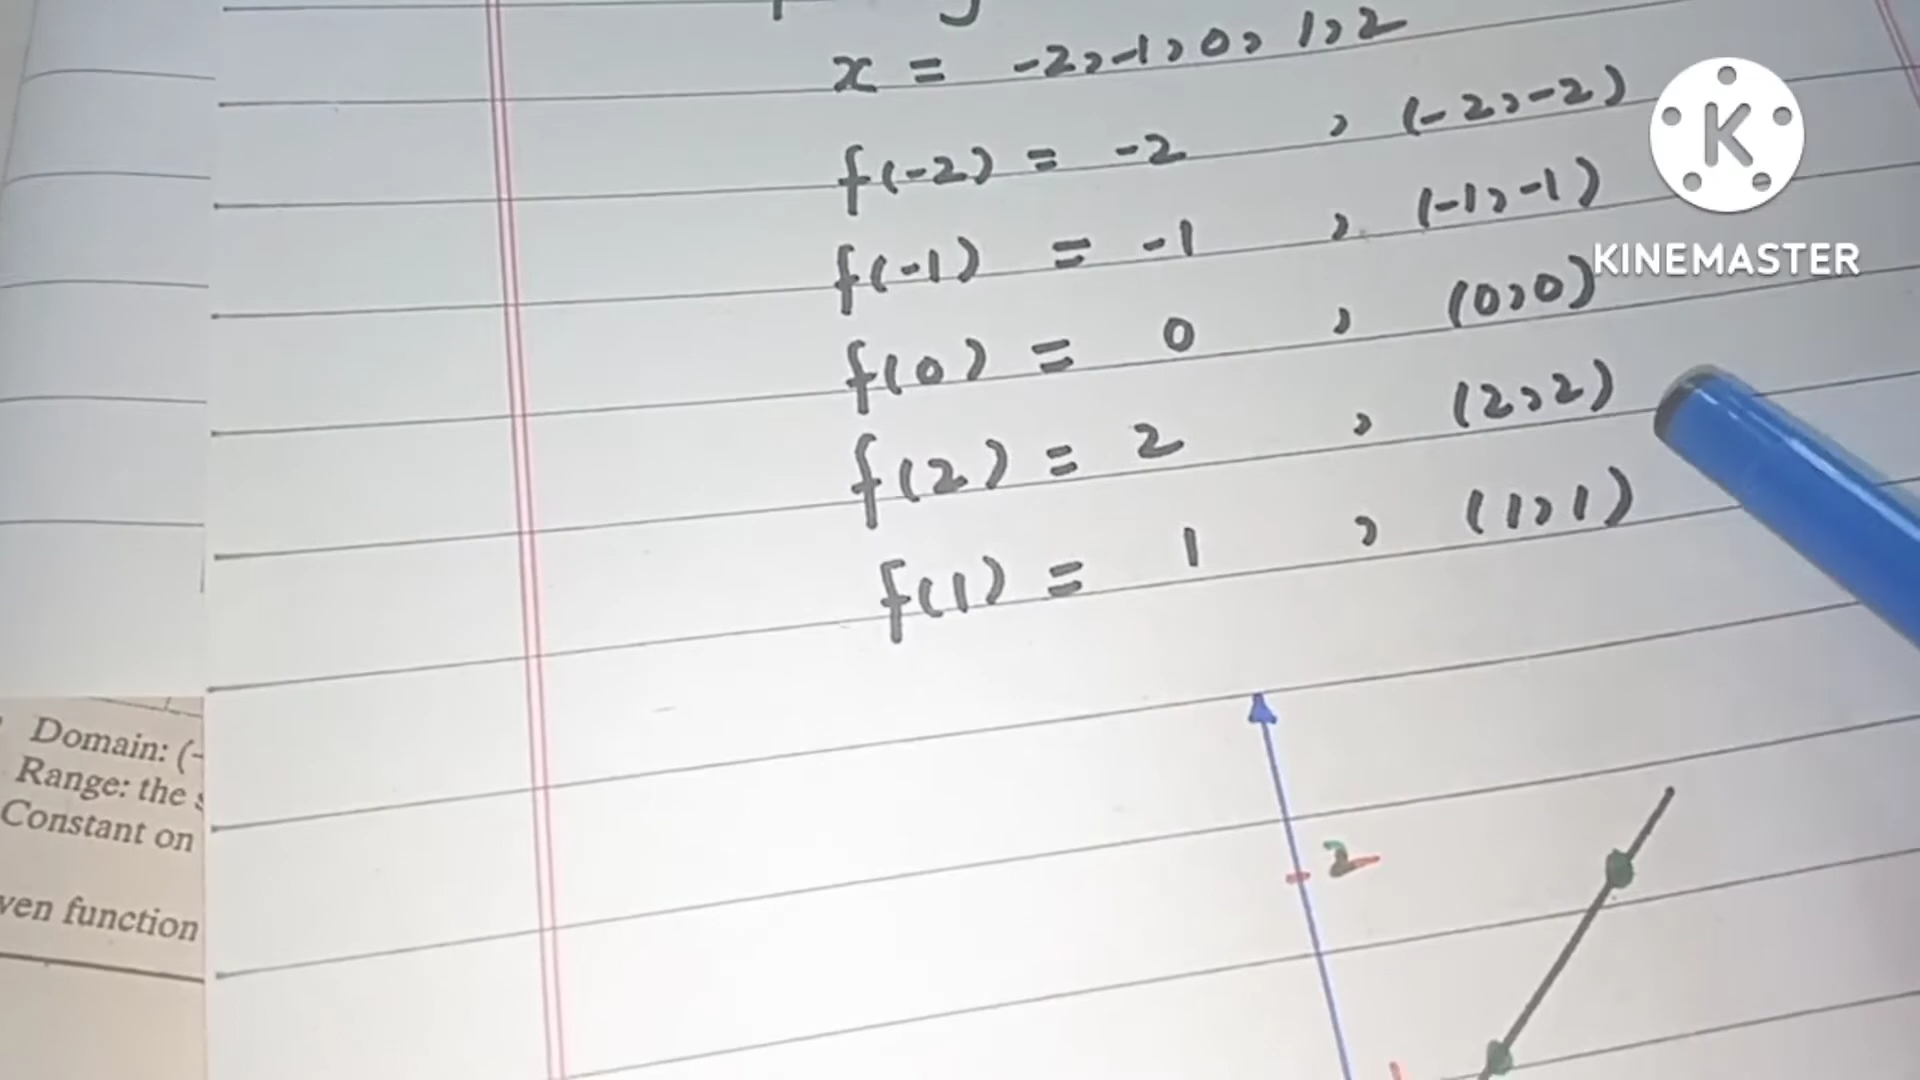 x = -2, -1, 0, 1, 2
f(-2) = -2 , (-2, -2)
f(-1) = -1 , (-1, -1)
f(0) = 0 , (0, 0)
f(2) = 2 , (2, 2)
f(1) = 1 , (1, 1)
K
KINEMASTER
Domain: (-
Range: the
Constant on
ven function
2